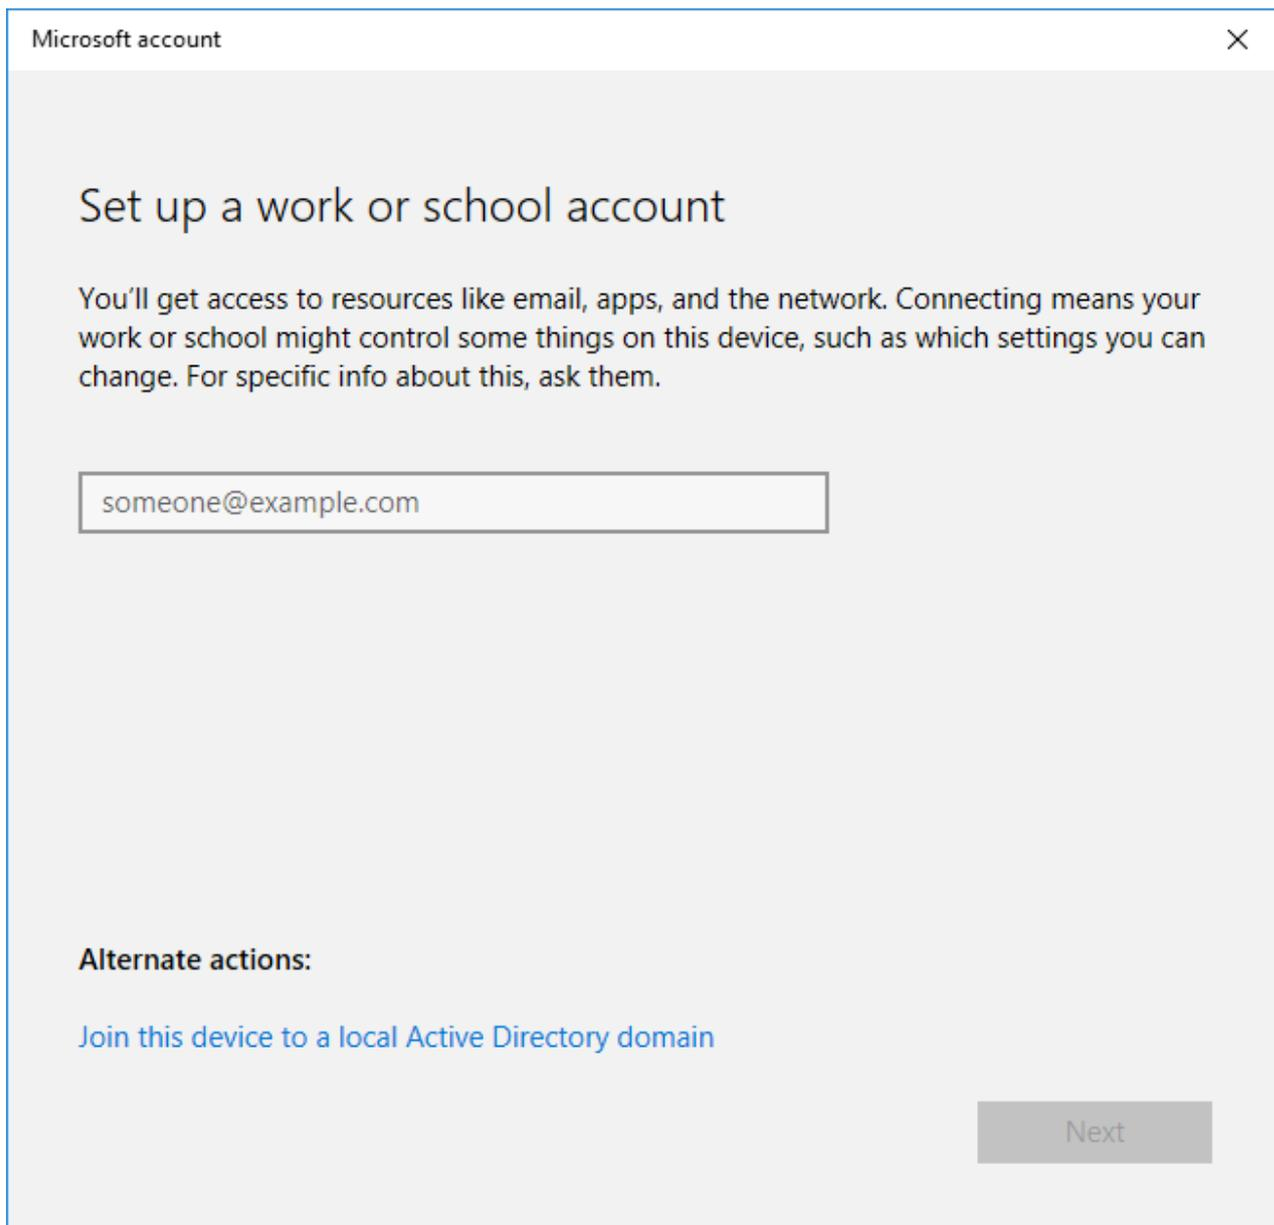 Microsoft account
Set up a work or school account
You’ll get access to resources like email, apps, and the network. Connecting means your
work or school might control some things on this device, such as which settings you can
change. For specific info about this, ask them.
someone@example.com
Alternate actions:
Join this device to a local Active Directory domain
Next